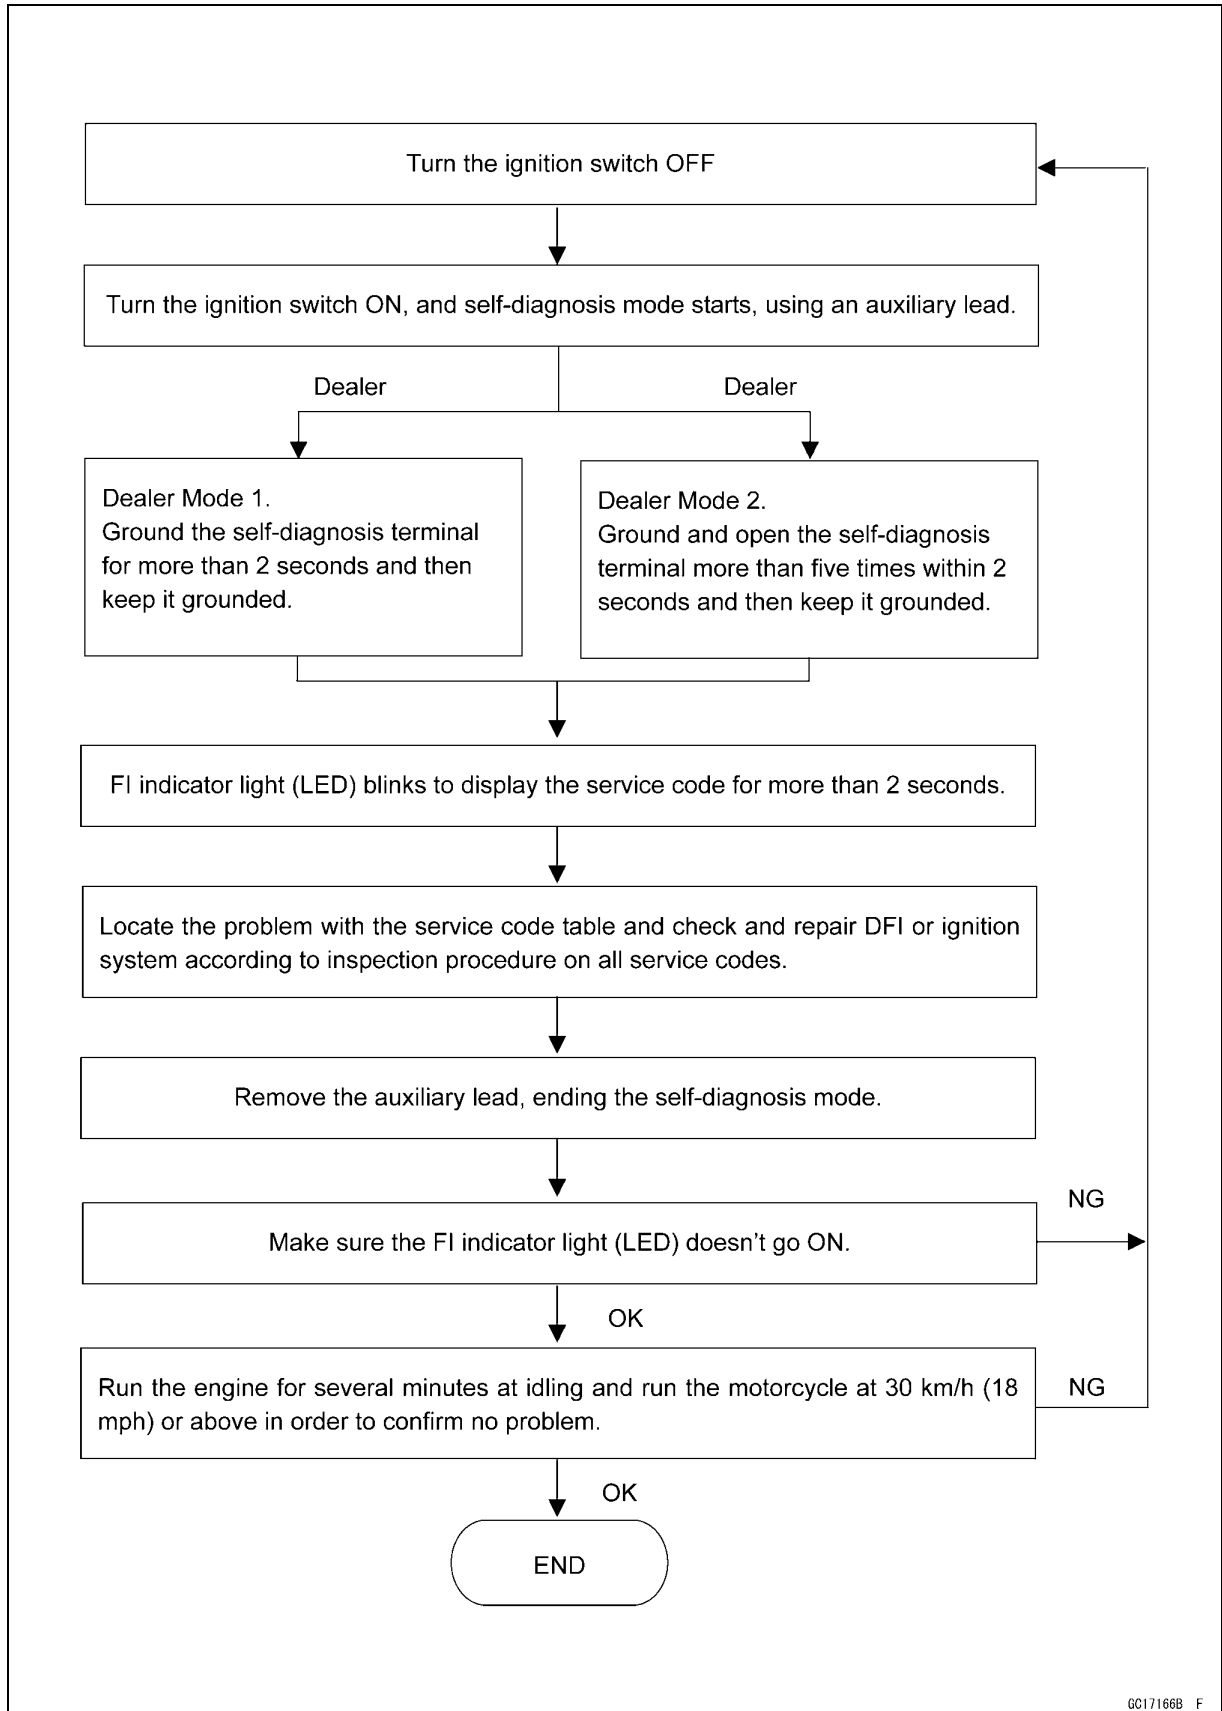 Turn the ignition switch OFF
Turn the ignition switch ON, and self-diagnosis mode starts, using an auxiliary lead.
Dealer
Dealer
Dealer Mode 1.
Ground the self-diagnosis terminal
for more than 2 seconds and then
keep it grounded.
Dealer Mode 2.
Ground and open the self-diagnosis
terminal more than five times within 2
seconds and then keep it grounded.
FI indicator light (LED) blinks to display the service code for more than 2 seconds.
Locate the problem with the service code table and check and repair DFI or ignition
system according to inspection procedure on all service codes.
Remove the auxiliary lead, ending the self-diagnosis mode.
NG
Make sure the FI indicator light (LED) doesn't go ON.
OK
Run the engine for several minutes at idling and run the motorcycle at 30 km/h (18
mph) or above in order to confirm no problem.
NG
OK
END
GC17166B F